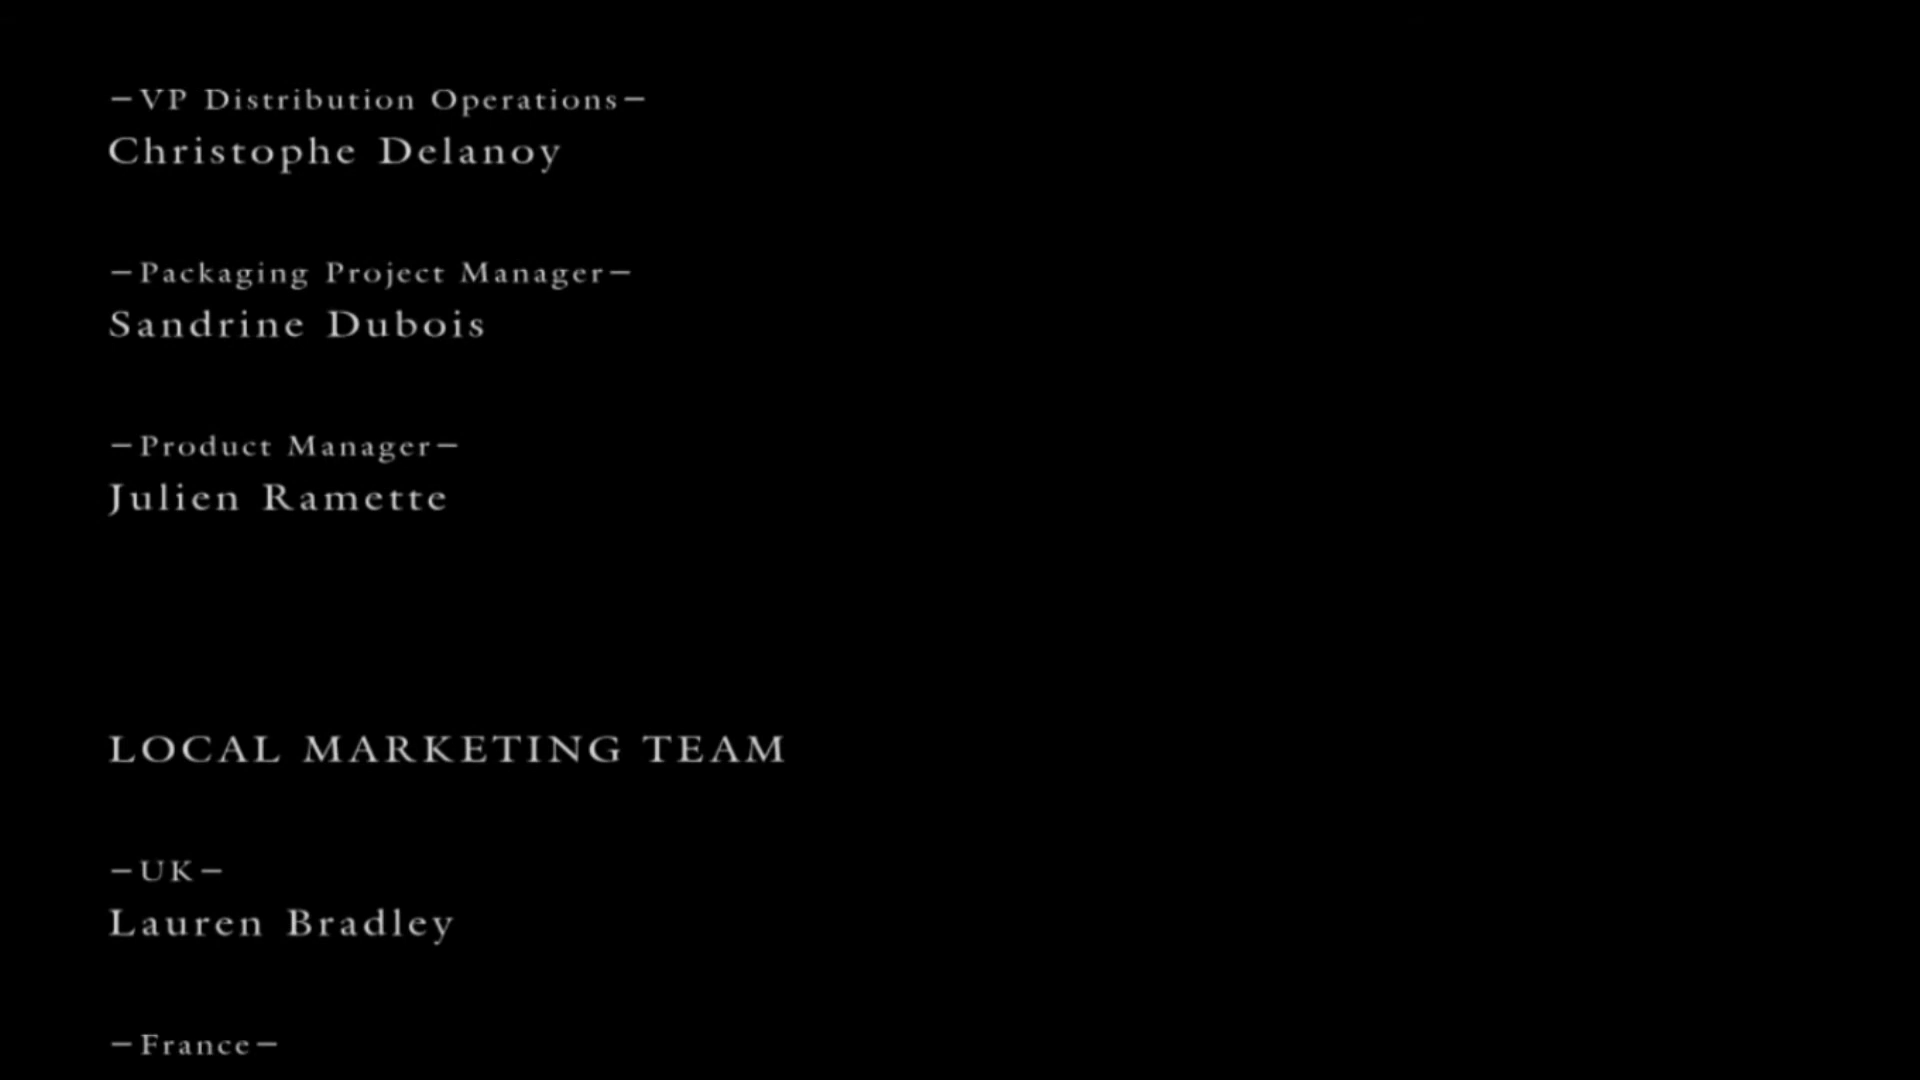 —VP Distribution Operations—
Christophe Delanoy
—Packaging Project Manager—
Sandrine Dubois
—Product Manager—
Julien Ramette
LOCAL MARKETING TEAM
—UK—
Lauren Bradley
—France—